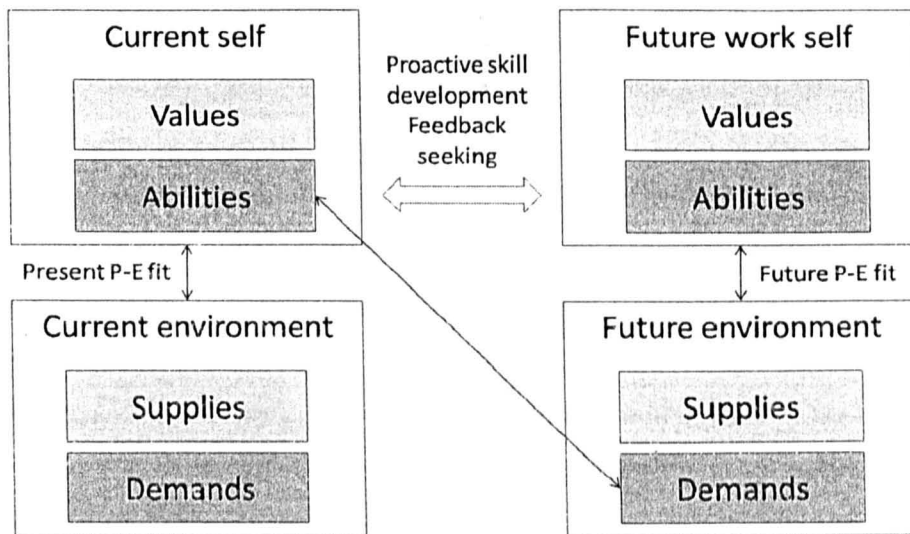 Current self
Values
Abilities
Proactive skill
development
Feedback
seeking
Future work self
Values
Abilities
Present P-E fit
Future P-E fit
Current environment
Supplies
Demands
Future environment
Supplies
Demands